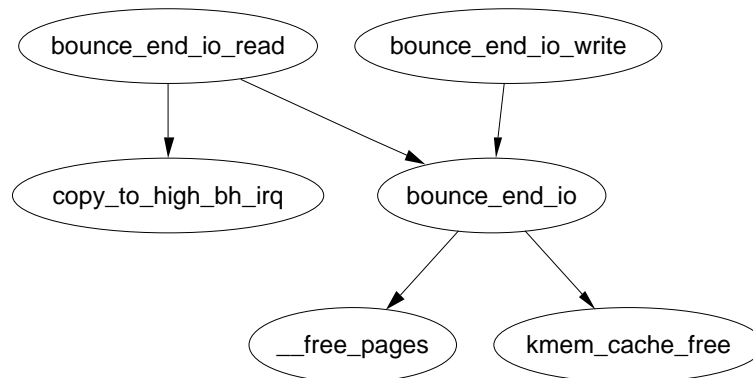 bounce_end_io_read
bounce_end_io_write
copy_to_high_bh_irq
bounce_end_io
__free_pages
kmem_cache_free